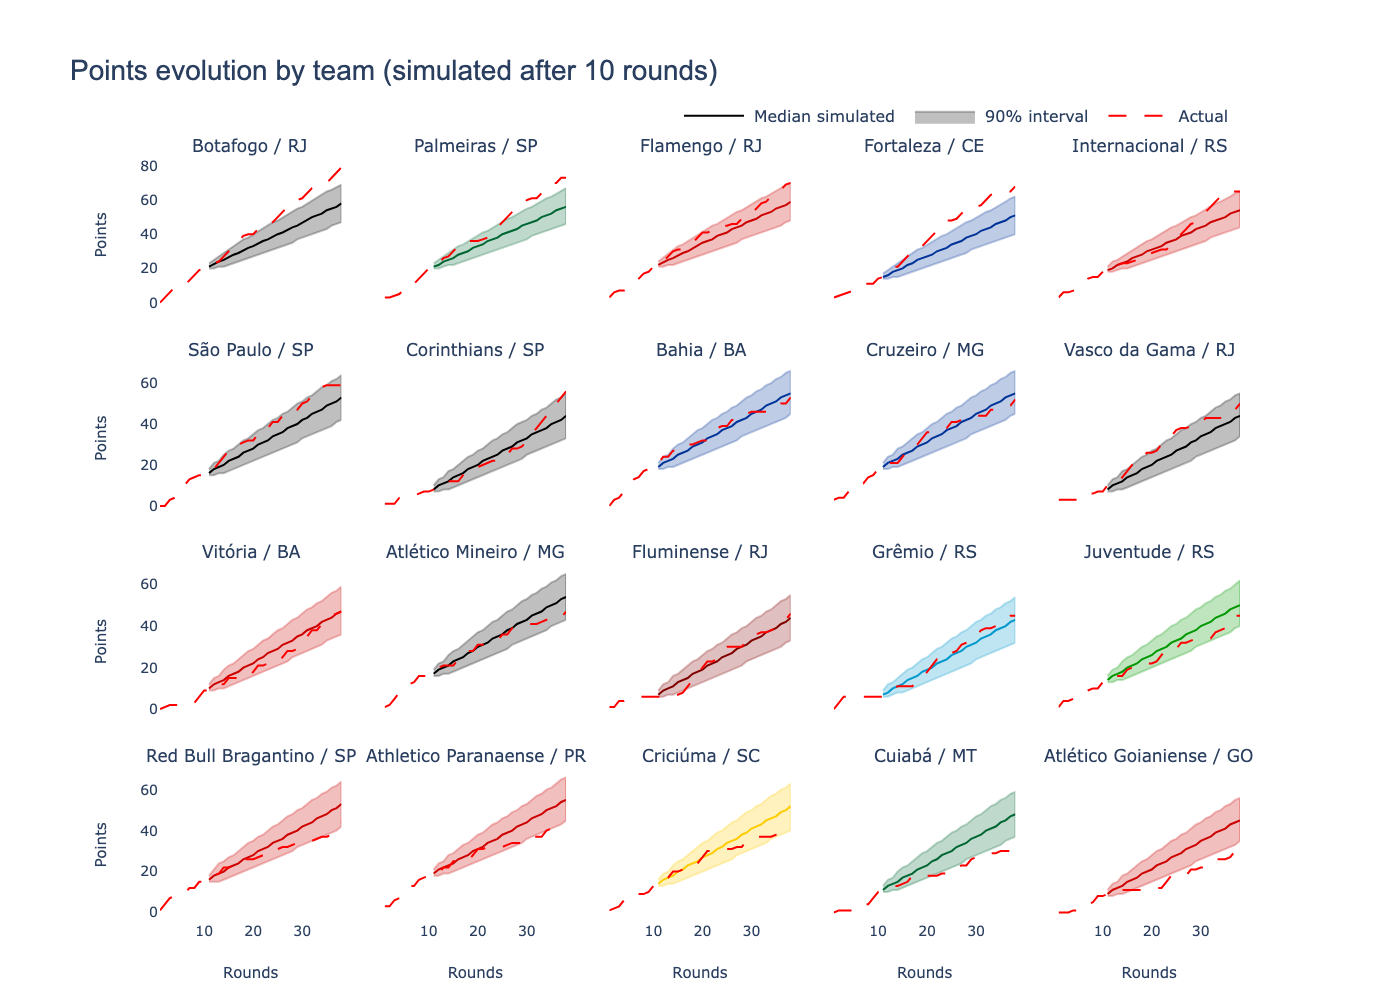 Points evolution by team (simulated after 10 rounds)
Median simulated 90% interval Actual
Botafogo / RJ Palmeiras / SP Flamengo / RJ Fortaleza / CE Internacional / RS
80
60
40
20
0
Points
São Paulo / SP Corinthians / SP Bahia / BA Cruzeiro / MG Vasco da Gama / RJ
60
40
20
0
Points
Vitória / BA Atlético Mineiro / MG Fluminense / RJ Grêmio / RS Juventude / RS
60
40
20
0
Points
Red Bull Bragantino / SP Athletico Paranaense / PR Criciúma / SC Cuiabá / MT Atlético Goianiense / GO
60
40
20
0
Points
10 20 30 10 20 30 10 20 30 10 20 30 10 20 30
Rounds Rounds Rounds Rounds Rounds